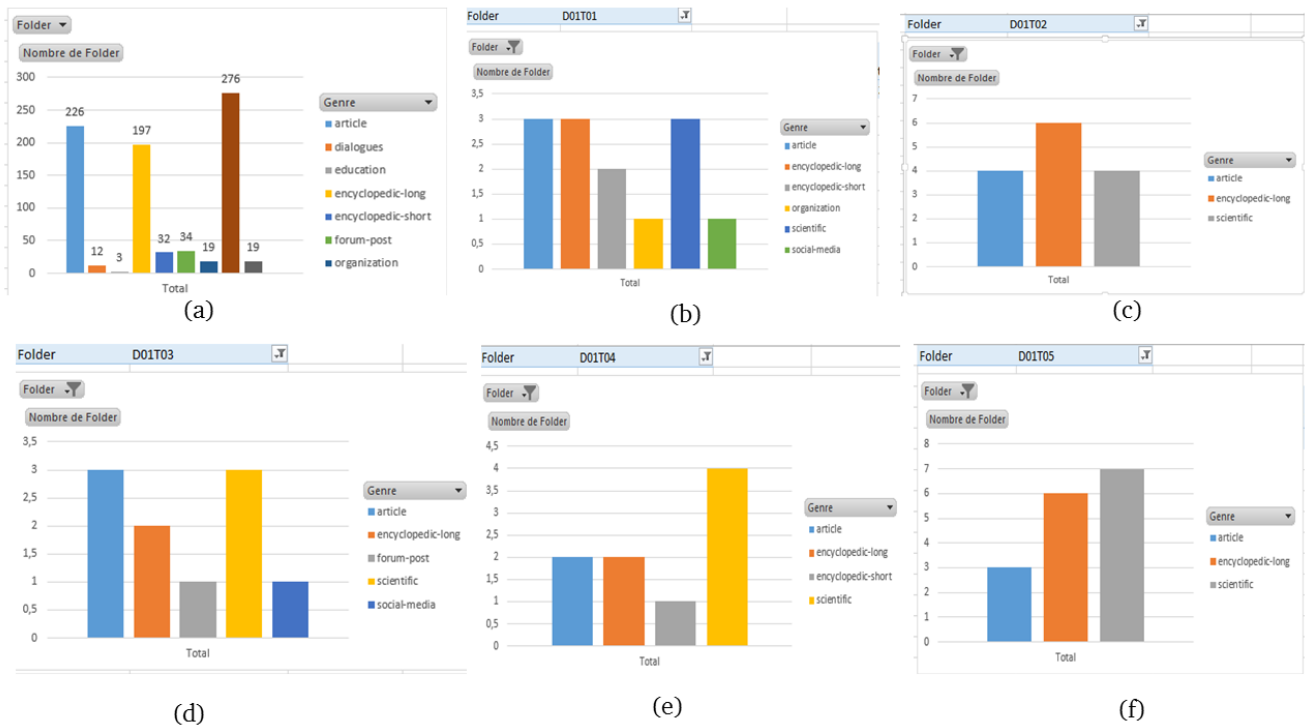 Folder
Nombre de Folder
300
250
200
150
100
50
0
226
12
3
197
32
34
19
276
19
Total
Genre
article
dialogues
education
encyclopedic-long
encyclopedic-short
forum-post
organization
(a)
Folder D01T01
Folder
Nombre de Folder
3,5
3
2,5
2
1,5
1
0,5
0
Total
Genre
article
encyclopedic-long
encyclopedic-short
organization
scientific
social-media
(b)
Folder D01T02
Folder
Nombre de Folder
7
6
5
4
3
2
1
0
Total
Genre
article
encyclopedic-long
scientific
(c)
Folder D01T03
Folder
Nombre de Folder
3,5
3
2,5
2
1,5
1
0,5
0
Total
Genre
article
encyclopedic-long
forum-post
scientific
social-media
(d)
Folder D01T04
Folder
Nombre de Folder
4,5
4
3,5
3
2,5
2
1,5
1
0,5
0
Total
Genre
article
encyclopedic-long
encyclopedic-short
scientific
(e)
Folder D01T05
Folder
Nombre de Folder
8
7
6
5
4
3
2
1
0
Total
Genre
article
encyclopedic-long
scientific
(f)